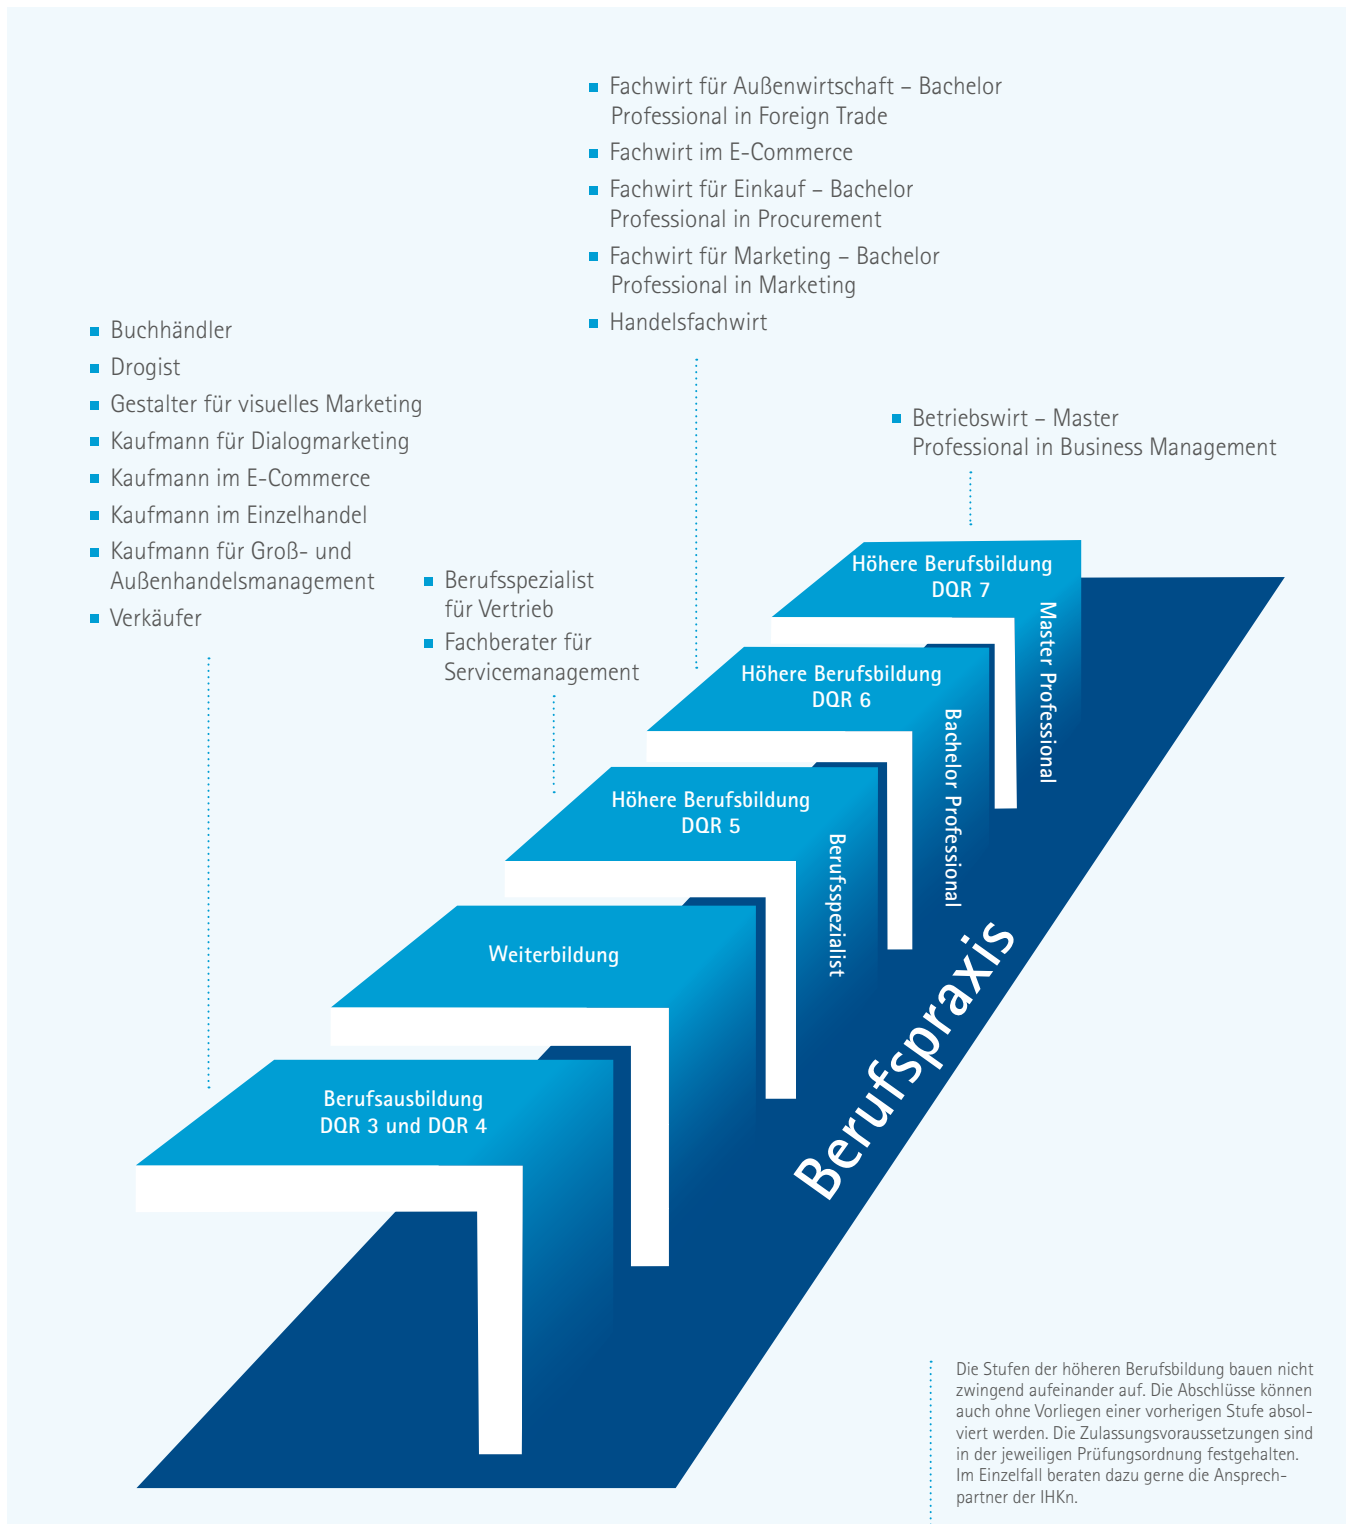 Fachwirt für Außenwirtschaft – Bachelor
Professional in Foreign Trade
Fachwirt im E-Commerce
Fachwirt für Einkauf – Bachelor
Professional in Procurement
Fachwirt für Marketing – Bachelor
Professional in Marketing
Handelsfachwirt
Buchhändler
Drogist
Gestalter für visuelles Marketing
Kaufmann für Dialogmarketing
Kaufmann im E-Commerce
Kaufmann im Einzelhandel
Kaufmann für Groß- und
Außenhandelsmanagement
Verkäufer
Betriebswirt – Master
Professional in Business Management
Berufsspezialist
für Vertrieb
Fachberater für
Servicemanagement
Höhere Berufsbildung
DQR 7
Master Professional
Höhere Berufsbildung
DQR 6
Bachelor Professional
Höhere Berufsbildung
DQR 5
Berufsspezialist
Weiterbildung
Berufsausbildung
DQR 3 und DQR 4
Berufspraxis
Die Stufen der höheren Berufsbildung bauen nicht
zwingend aufeinander auf. Die Abschlüsse können
auch ohne Vorliegen einer vorherigen Stufe absol-
viert werden. Die Zulassungsvoraussetzungen sind
in der jeweiligen Prüfungsordnung festgehalten.
Im Einzelfall beraten dazu gerne die Ansprech-
partner der IHKn.